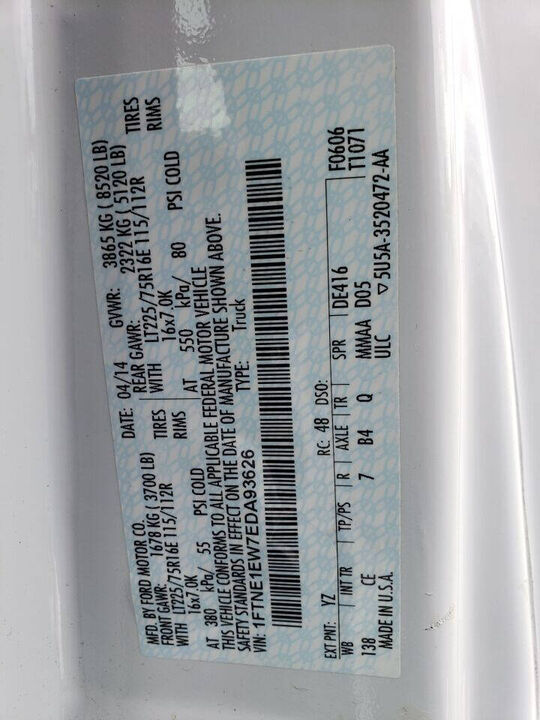 MFD. BY FORD MOTOR CO. DATE: 04/14 GVWR: 3865 KG ( 8520 LB)
FRONT GAWR: 1678 KG ( 3700 LB) REAR GAWR: 2322 KG ( 5120 LB)
WITH LT225/75R16E 115/112R TIRES WITH LT225/75R16E 115/112R TIRES
16x7.0K RIMS 16x7.0K RIMS
AT 380 kPa/ 55 PSI COLD AT 550 kPa/ 80 PSI COLD
THIS VEHICLE CONFORMS TO ALL APPLICABLE FEDERAL MOTOR VEHICLE
SAFETY STANDARDS IN EFFECT ON THE DATE OF MANUFACTURE SHOWN ABOVE.
VIN: 1FTNE1EW7EDA93626 TYPE: Truck
F0606
T1071
EXT PNT: YZ RC: 48 DSO:
WB INT TR TP/PS R AXLE TR SPR DE416
138 CE 7 B4 Q MMAA D05
MADE IN U.S.A. ULC ▽5U5A-3520472-AA